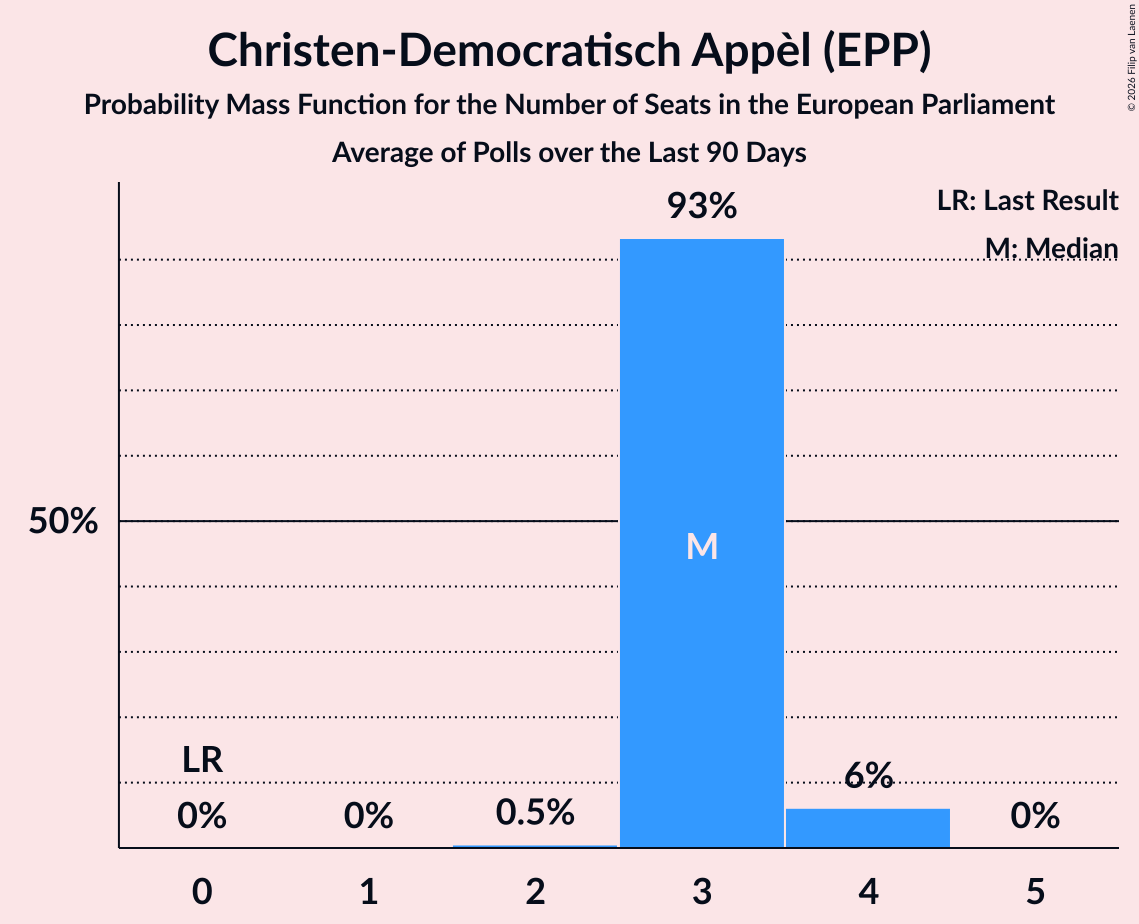 Christen-Democratisch Appèl (EPP)
Probability Mass Function for the Number of Seats in the European Parliament
Average of Polls over the Last 90 Days
© 2026 Filip van Laenen
LR: Last Result
M: Median
93%
50%
M
LR
0%
0%
0.5%
6%
0%
0
1
2
3
4
5